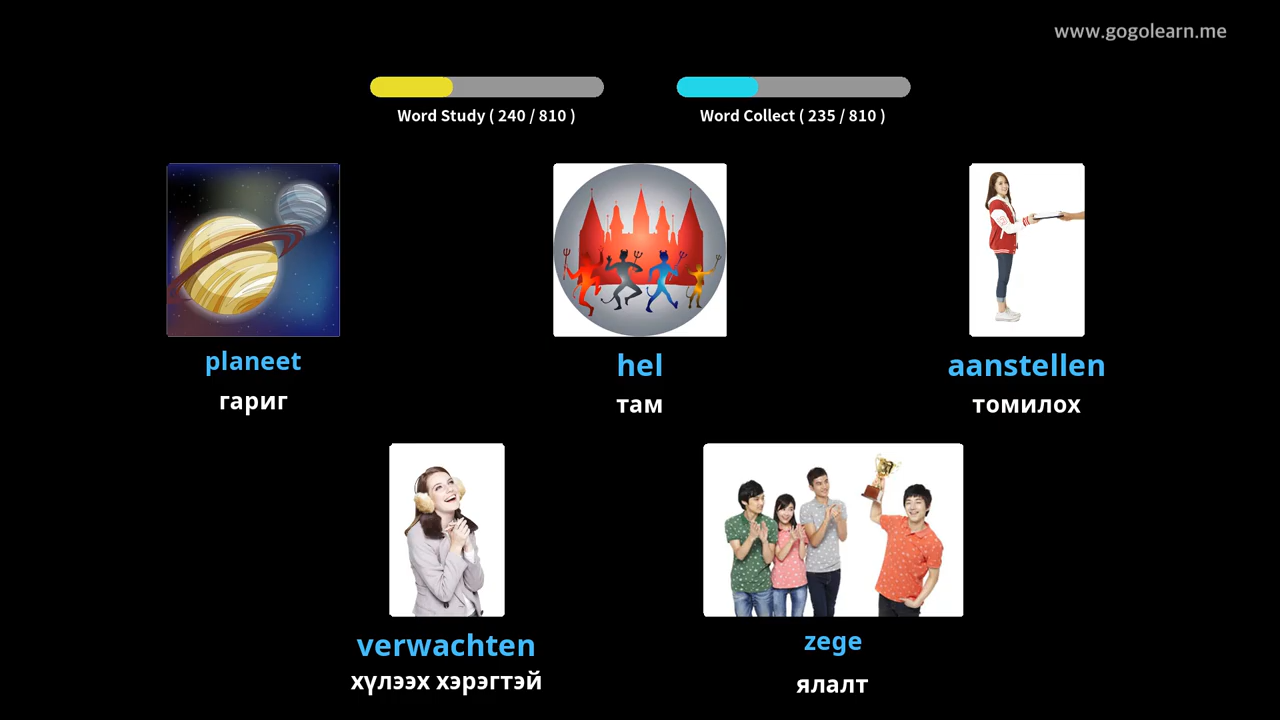 www.gogolearn.me
Word Study ( 240 / 810 )
Word Collect ( 235 / 810 )
planeet
гариг
hel
там
aanstellen
томилох
verwachten
хүлээх хэрэгтэй
zege
ялалт